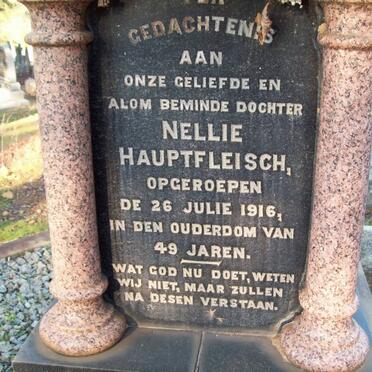 TER
GEDACHTENIS
AAN
ONZE GELIEFDE EN
ALOM BEMINDE DOCHTER
NELLIE
HAUPTFLEISCH,
OPGEROEPEN
DE 26 JULIE 1916,
IN DEN OUDERDOM VAN
49 JAREN.
WAT GOD NU DOET, WETEN
WIJ NIET, MAAR ZULLEN
NA DESEN VERSTAAN.